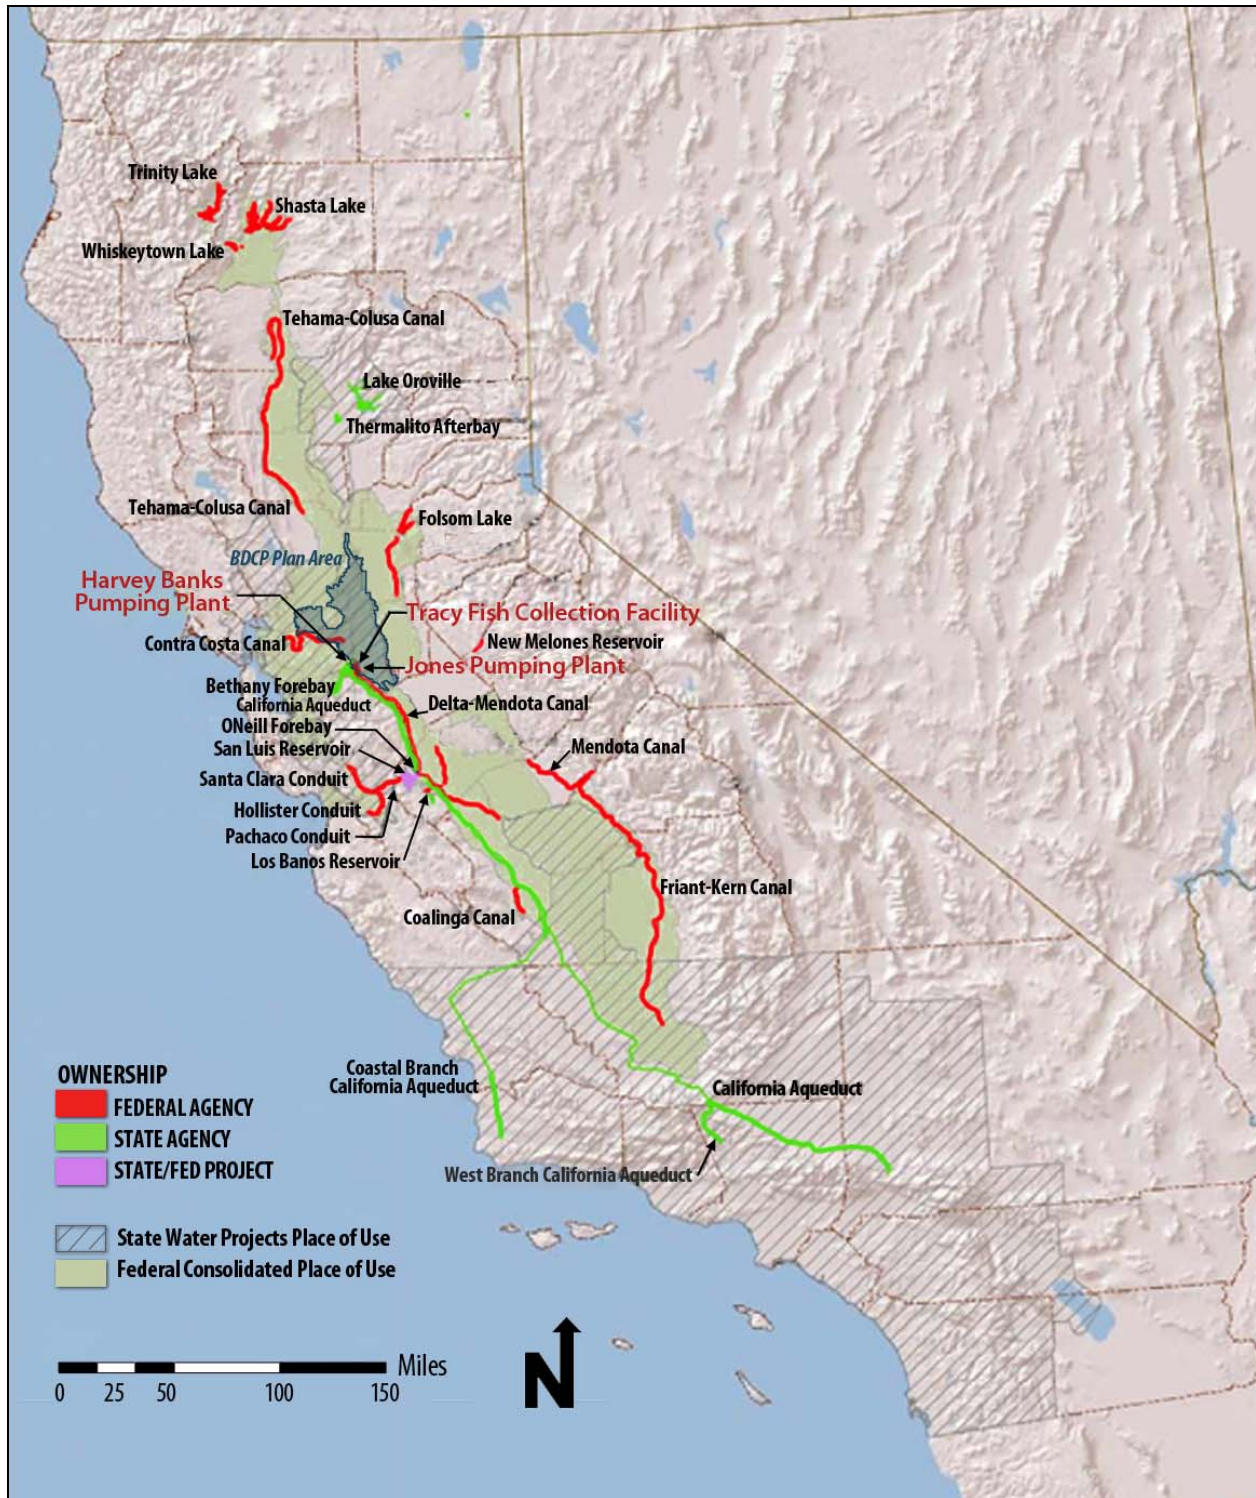 Trinity Lake
Shasta Lake
Whiskeytown Lake
Tehama-Colusa Canal
Lake Oroville
Thermalito Afterbay
Tehama-Colusa Canal
Folsom Lake
BDCP Plan Area
Harvey Banks
Pumping Plant
Tracy Fish Collection Facility
Contra Costa Canal
New Melones Reservoir
Jones Pumping Plant
Bethany Forebay
California Aqueduct
Delta-Mendota Canal
ONeill Forebay
San Luis Reservoir
Mendota Canal
Santa Clara Conduit
Hollister Conduit
Pachaco Conduit
Los Banos Reservoir
Friant-Kern Canal
Coalinga Canal
Coastal Branch
California Aqueduct
California Aqueduct
West Branch California Aqueduct
OWNERSHIP
FEDERAL AGENCY
STATE AGENCY
STATE/FED PROJECT
State Water Projects Place of Use
Federal Consolidated Place of Use
Miles
0 25 50 100 150
N